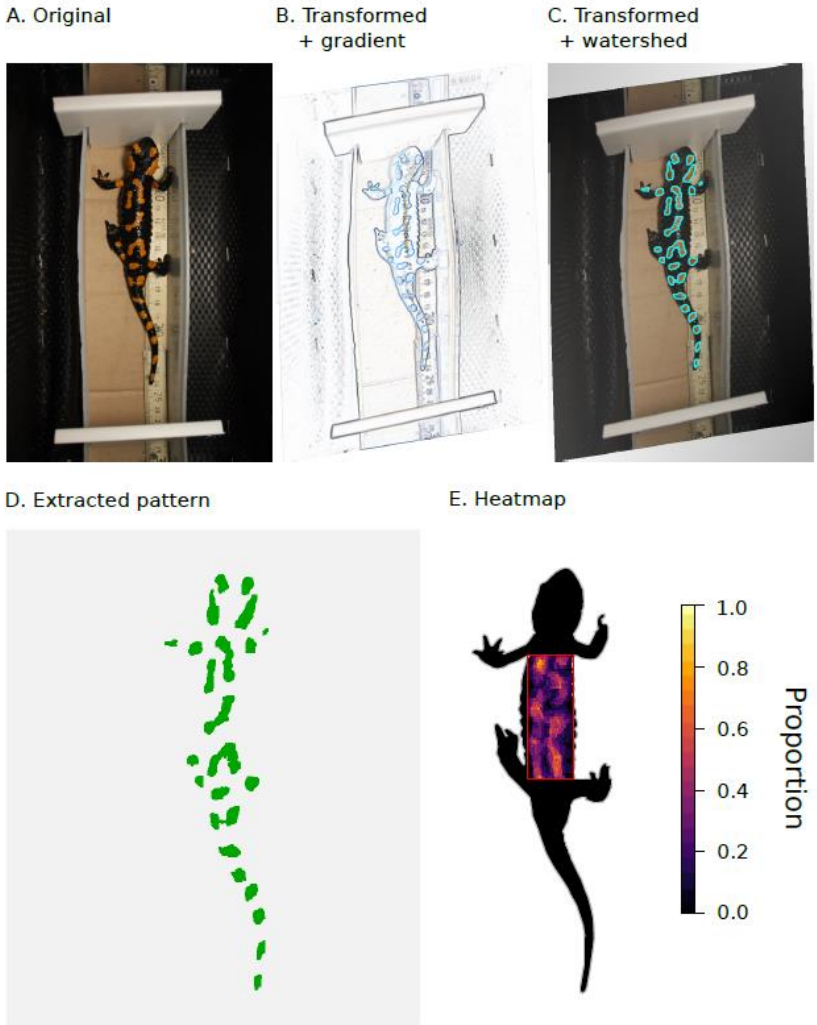 A. Original
B. Transformed
+ gradient
C. Transformed
+ watershed
D. Extracted pattern
E. Heatmap
1.0
0.8
0.6
0.4
0.2
0.0
Proportion